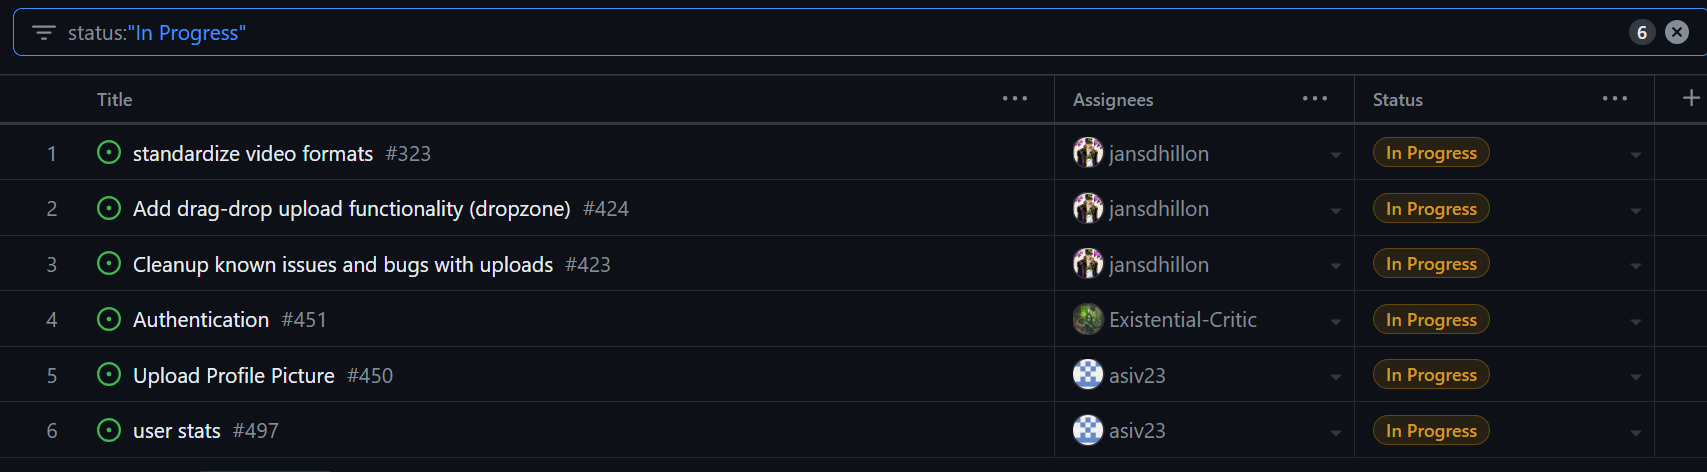 status:"In Progress" 6
Title Assignees Status
1 standardize video formats #323 jansdhillon In Progress
2 Add drag-drop upload functionality (dropzone) #424 jansdhillon In Progress
3 Cleanup known issues and bugs with uploads #423 jansdhillon In Progress
4 Authentication #451 Existential-Critic In Progress
5 Upload Profile Picture #450 asiv23 In Progress
6 user stats #497 asiv23 In Progress